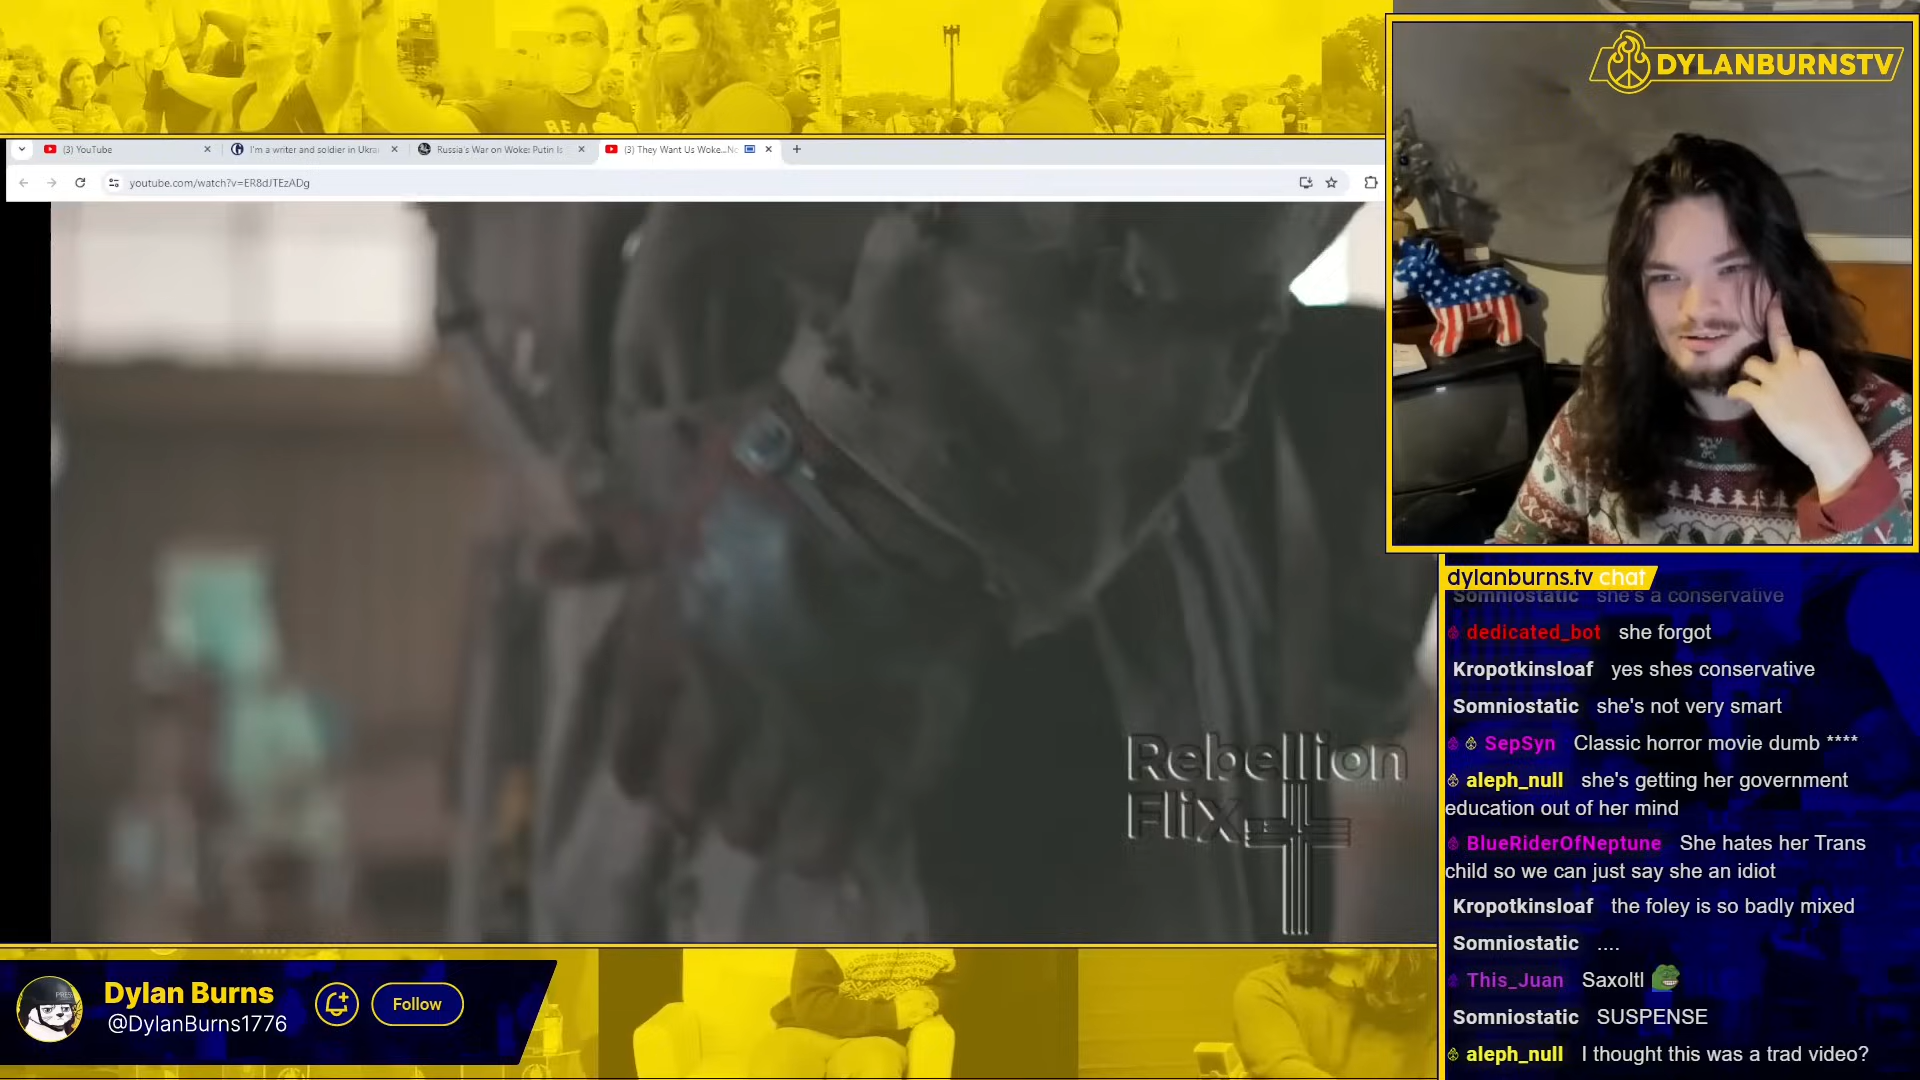 DYLANBURNSTV
(3) YouTube
I'm a writer and soldier in Ukra
Russia's War on Woke: Putin Is
(3) They Want Us Woke...No
youtube.com/watch?v=ER8dJTEzADg
BEA
Rebellion
Flix
dylanburns.tv chat
Somniostatic she's a conservative
dedicated_bot she forgot
Kropotkinsloaf yes shes conservative
Somniostatic she's not very smart
SepSyn Classic horror movie dumb ****
aleph_null she's getting her government
education out of her mind
BlueRiderOfNeptune She hates her Trans
child so we can just say she an idiot
Kropotkinsloaf the foley is so badly mixed
Somniostatic ....
This_Juan Saxoltl
Somniostatic SUSPENSE
aleph_null I thought this was a trad video?
PRESS
Dylan Burns
@DylanBurns1776
Follow